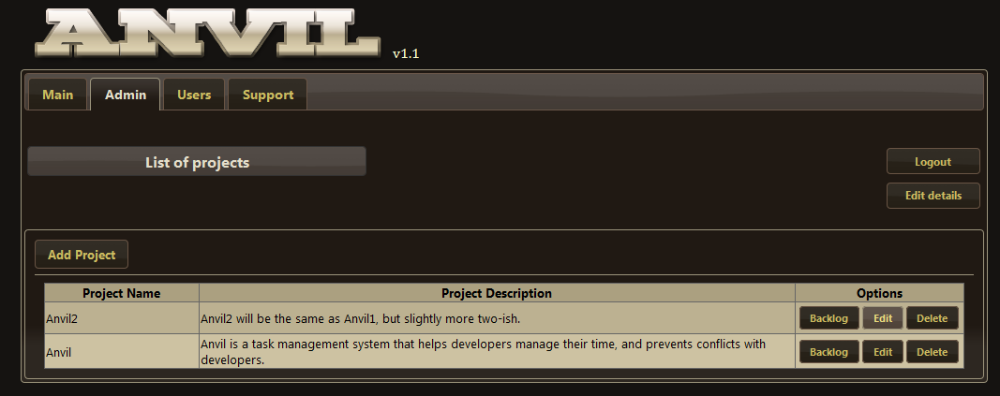 ANVIL v1.1
Main Admin Users Support
List of projects
Logout
Edit details
Add Project
Project Name Project Description Options
Anvil2 Anvil2 will be the same as Anvil1, but slightly more two-ish. Backlog Edit Delete
Anvil Anvil is a task management system that helps developers manage their time, and prevents conflicts with
developers. Backlog Edit Delete